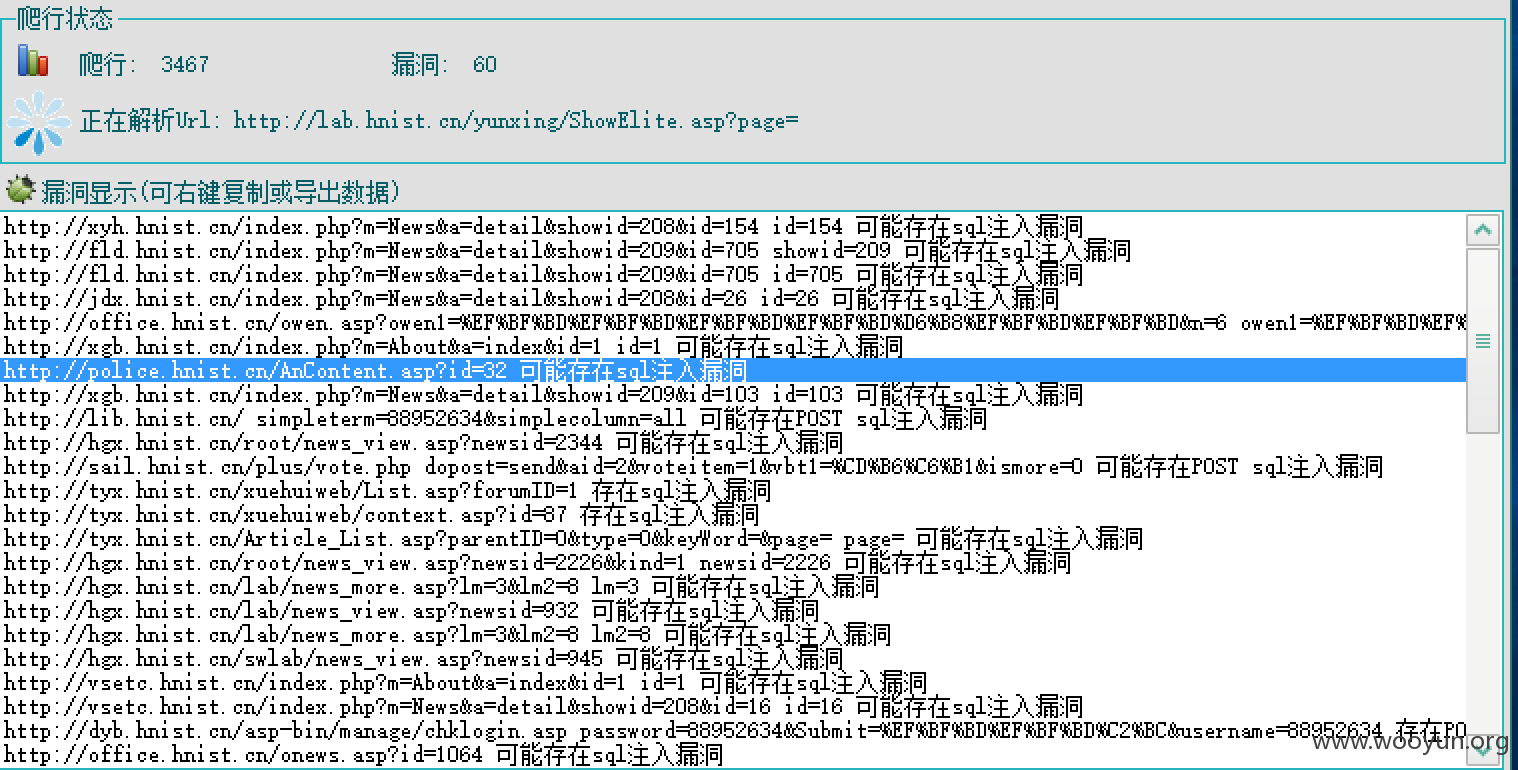 爬行状态
爬行: 3467 漏洞: 60
正在解析Url: http://lab.hnist.cn/yunxing/ShowElite.asp?page=
漏洞显示(可右键复制或导出数据)
http://xyh.hnist.cn/index.php?m=News&a=detail&showid=208&id=154 id=154 可能存在sql注入漏洞
http://fld.hnist.cn/index.php?m=News&a=detail&showid=209&id=705 showid=209 可能存在sql注入漏洞
http://fld.hnist.cn/index.php?m=News&a=detail&showid=209&id=705 id=705 可能存在sql注入漏洞
http://jdx.hnist.cn/index.php?m=News&a=detail&showid=208&id=26 id=26 可能存在sql注入漏洞
http://office.hnist.cn/owen.asp?owen1=%EF%BF%BD%EF%BF%BD%EF%BF%BD%EF%BF%BD%D6%B8%EF%BF%BD%EF%BF%BD&n=6 owen1=%EF%BF%BD%EF%
http://xgb.hnist.cn/index.php?m=About&a=index&id=1 id=1 可能存在sql注入漏洞
http://police.hnist.cn/AnContent.asp?id=32 可能存在sql注入漏洞
http://xgb.hnist.cn/index.php?m=News&a=detail&showid=209&id=103 id=103 可能存在sql注入漏洞
http://lib.hnist.cn/ simpleterm=88952634&simplecolumn=all 可能存在POST sql注入漏洞
http://hgx.hnist.cn/root/news_view.asp?newsid=2344 可能存在sql注入漏洞
http://sail.hnist.cn/plus/vote.php dopost=send&aid=2&voteitem=1&vbt1=%CD%B6%C6%B1&ismore=0 可能存在POST sql注入漏洞
http://tyx.hnist.cn/xuehuiweb/List.asp?forumID=1 存在sql注入漏洞
http://tyx.hnist.cn/xuehuiweb/context.asp?id=87 存在sql注入漏洞
http://tyx.hnist.cn/Article_List.asp?parentID=0&type=0&keyWord=&page= page= 可能存在sql注入漏洞
http://hgx.hnist.cn/root/news_view.asp?newsid=2226&kind=1 newsid=2226 可能存在sql注入漏洞
http://hgx.hnist.cn/lab/news_more.asp?lm=3&lm2=8 lm=3 可能存在sql注入漏洞
http://hgx.hnist.cn/lab/news_view.asp?newsid=932 可能存在sql注入漏洞
http://hgx.hnist.cn/lab/news_more.asp?lm=3&lm2=8 lm2=8 可能存在sql注入漏洞
http://hgx.hnist.cn/swlab/news_view.asp?newsid=945 可能存在sql注入漏洞
http://vsetc.hnist.cn/index.php?m=About&a=index&id=1 id=1 可能存在sql注入漏洞
http://vsetc.hnist.cn/index.php?m=News&a=detail&showid=208&id=16 id=16 可能存在sql注入漏洞
http://dyb.hnist.cn/asp-bin/manage/chklogin.asp password=88952634&Submit=%EF%BF%BD%EF%BF%BD%C2%BC&username=88952634 存在PO
http://office.hnist.cn/onews.asp?id=1064 可能存在sql注入漏洞
www.wooyun.org